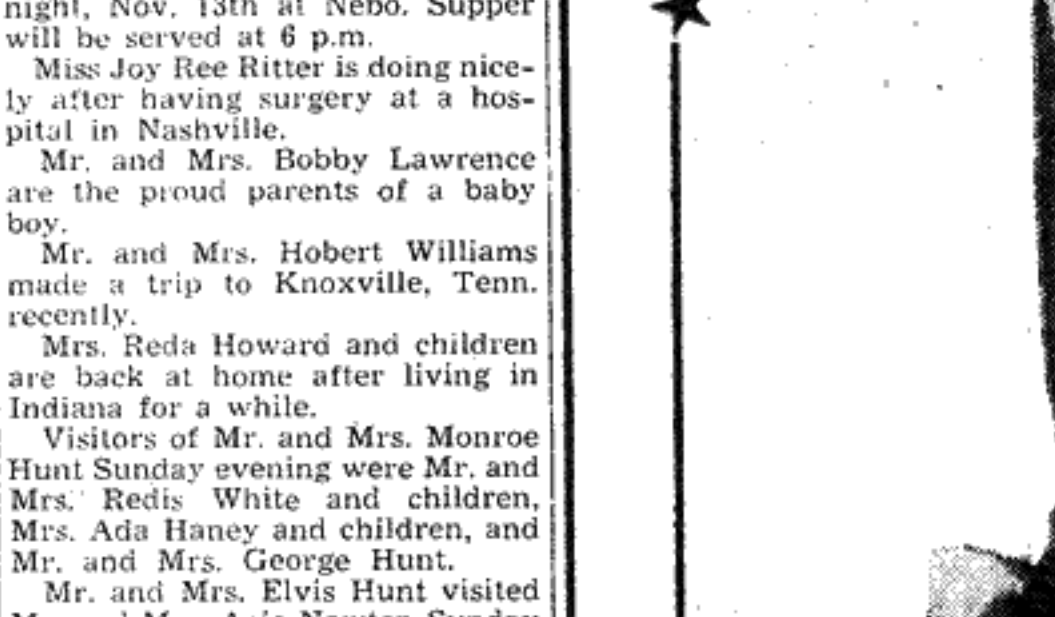 night, Nov. 13th at Nebo. Supper
will be served at 6 p.m.
Miss Joy Ree Ritter is doing nice-
ly after having surgery at a hos-
pital in Nashville.
Mr. and Mrs. Bobby Lawrence
are the proud parents of a baby
boy.
Mr. and Mrs. Hobert Williams
made a trip to Knoxville, Tenn.
recently.
Mrs. Reda Howard and children
are back at home after living in
Indiana for a while.
Visitors of Mr. and Mrs. Monroe
Hunt Sunday evening were Mr. and
Mrs. Redis White and children,
Mrs. Ada Haney and children, and
Mr. and Mrs. George Hunt.
Mr. and Mrs. Elvis Hunt visited
Sunday